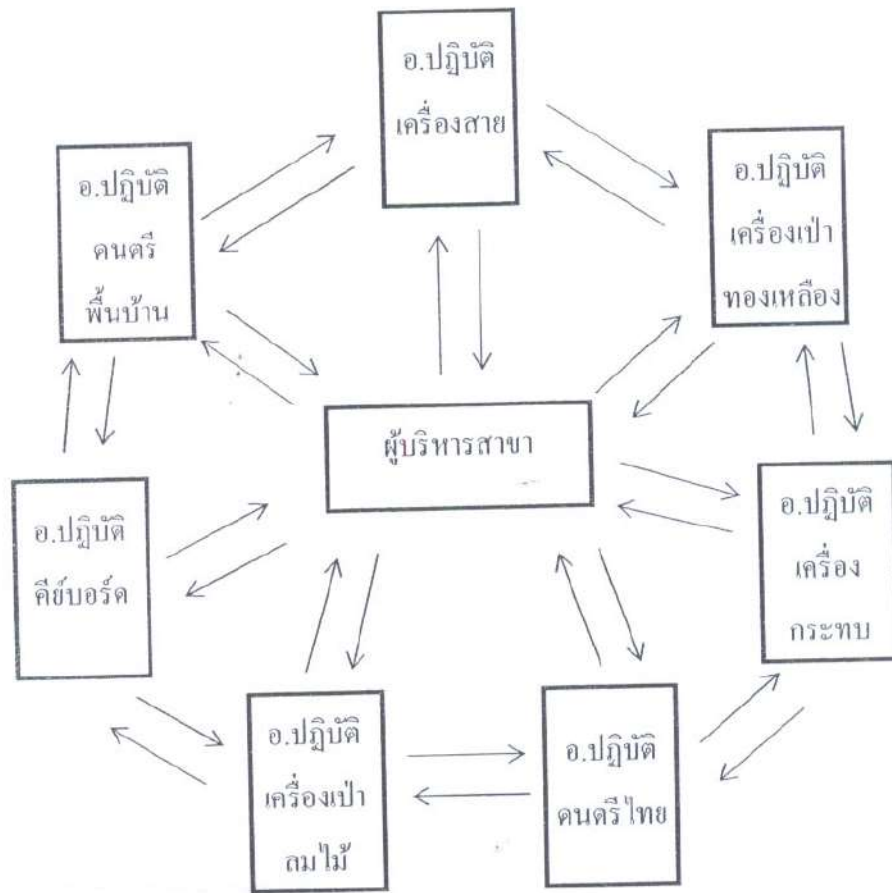 อ.ปฏิบัติ
เครื่องสาย
อ.ปฏิบัติ
ดนตรี
พื้นบ้าน
อ.ปฏิบัติ
เครื่องเป่า
ทองเหลือง
ผู้บริหารสาขา
อ.ปฏิบัติ
คีย์บอร์ด
อ.ปฏิบัติ
เครื่อง
กระทบ
อ.ปฏิบัติ
เครื่องเป่า
ลมไม้
อ.ปฏิบัติ
ดนตรีไทย